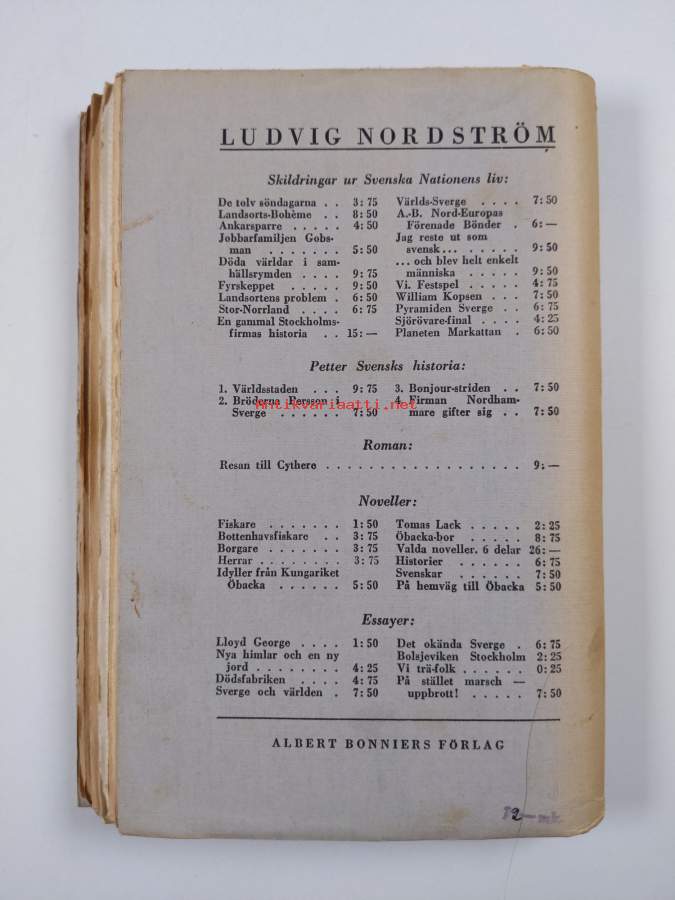 LUDVIG NORDSTRÖM
Skildringar ur Svenska Nationens liv:
De tolv söndagarna . . 3: 75
Landsorts-Bohème . . 8: 50
Ankarsparre . . . . . 4: 50
Jobbarfamiljen Gobs-
man . . . . . . . 5: 50
Döda världar i sam-
hällsrymden . . . . 9: 75
Fyrskeppet . . . . . 9: 50
Landsortens problem . 6: 50
Stor-Norrland . . . . 6: 75
En gammal Stockholms-
firmas historia . . 15: —
Världs-Sverge . . . . 7: 50
A.-B. Nord-Europas
Förenade Bönder . 6: —
Jag reste ut som
svensk... . . . . . 9: 50
... och blev helt enkelt
människa . . . . . 9: 50
Vi. Festspel . . . . . 4: 75
William Kopsen . . . 7: 50
Pyramiden Sverge . . 6: 75
Sjörövare-final . . . . 4: 25
Planeten Markattan . 6: 50
Petter Svensks historia:
1. Världsstaden . . . 9: 75
2. Bröderna Persson i
Sverge . . . . . 7: 50
3. Bonjour-striden . . 7: 50
4. Firman Nordham-
mare gifter sig . . 7: 50
Antikvariaatti.net
Roman:
Resan till Cythere . . . . . . . . . . . . . . . . . . . 9: —
Noveller:
Fiskare . . . . . . . 1: 50
Bottenhavsfiskare . . 3: 75
Borgare . . . . . . . 3: 75
Herrar . . . . . . . . 3: 75
Idyller från Kungariket
Öbacka . . . . . 5: 50
Tomas Lack . . . . . 2: 25
Öbacka-bor . . . . . 8: 75
Valda noveller. 6 delar 26: —
Historier . . . . . . 6: 75
Svenskar . . . . . . 7: 50
På hemväg till Öbacka 5: 50
Essayer:
Lloyd George . . . . 1: 50
Nya himlar och en ny
jord . . . . . . . . 4: 25
Dödsfabriken . . . . 4: 75
Sverge och världen . 7: 50
Det okända Sverge . 6: 75
Bolsjeviken Stockholm 2: 25
Vi trä-folk . . . . . . 0: 25
På stället marsch —
uppbrott! . . . . . 7: 50
ALBERT BONNIERS FÖRLAG